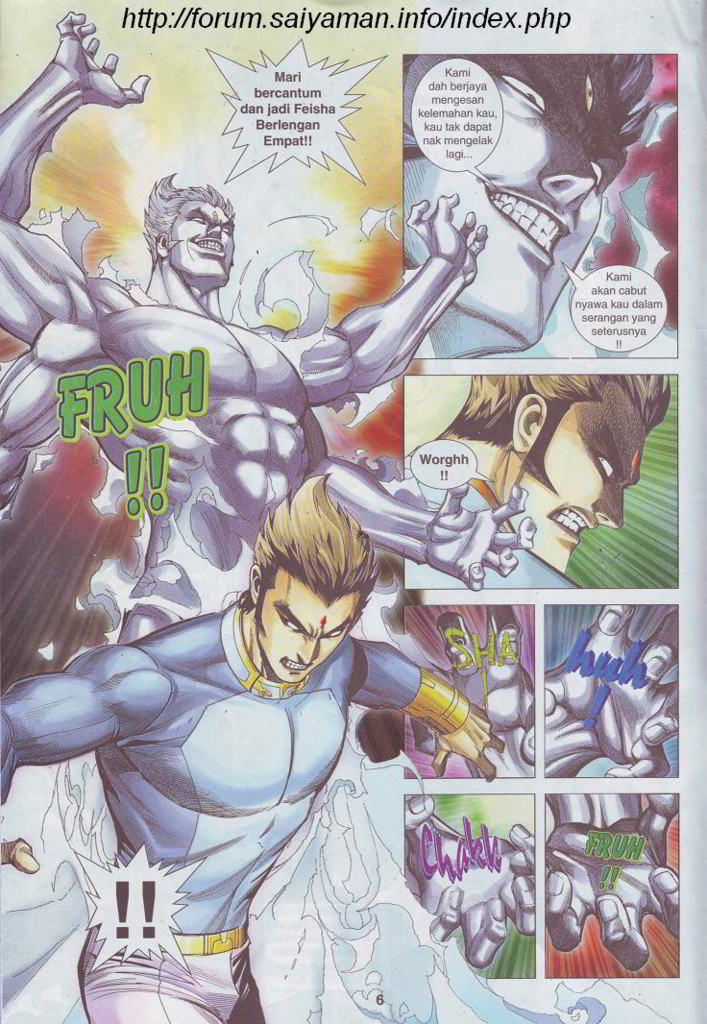 http://forum.saiyaman.info/index.php
Mari
bercantum
dan jadi Feisha
Berlengan
Empat!!
Kami
dah berjaya
mengesan
kelemahan kau,
kau tak dapat
nak mengelak
lagi...
Kami
akan cabut
nyawa kau dalam
serangan yang
seterusnya
!!
FRUH
!!
Worghh
!!
SHA
!
huh
!
!!
Chakk
FRUH
!!
6